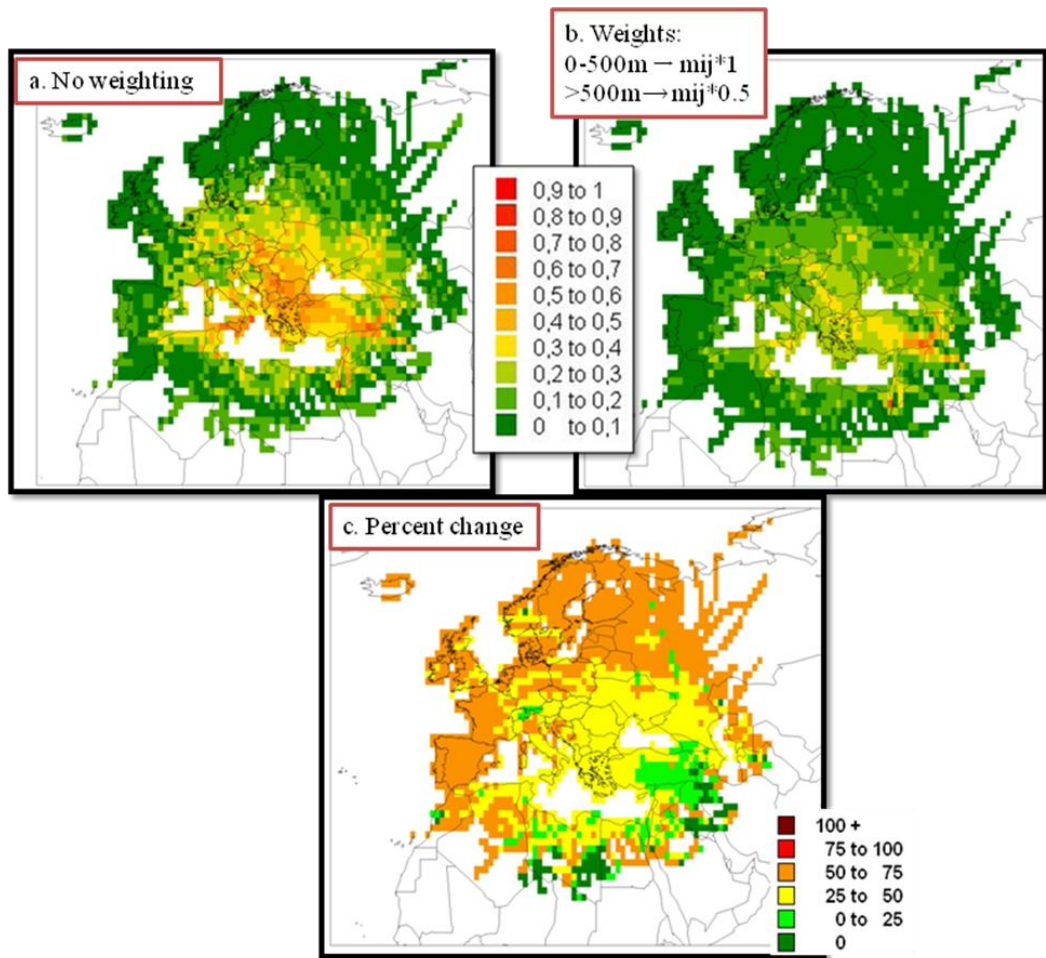 a. No weighting
b. Weights:
0-500m → mij*1
>500m→mij*0.5
0,9 to 1
0,8 to 0,9
0,7 to 0,8
0,6 to 0,7
0,5 to 0,6
0,4 to 0,5
0,3 to 0,4
0,2 to 0,3
0,1 to 0,2
0 to 0,1
c. Percent change
100 +
75 to 100
50 to 75
25 to 50
0 to 25
0